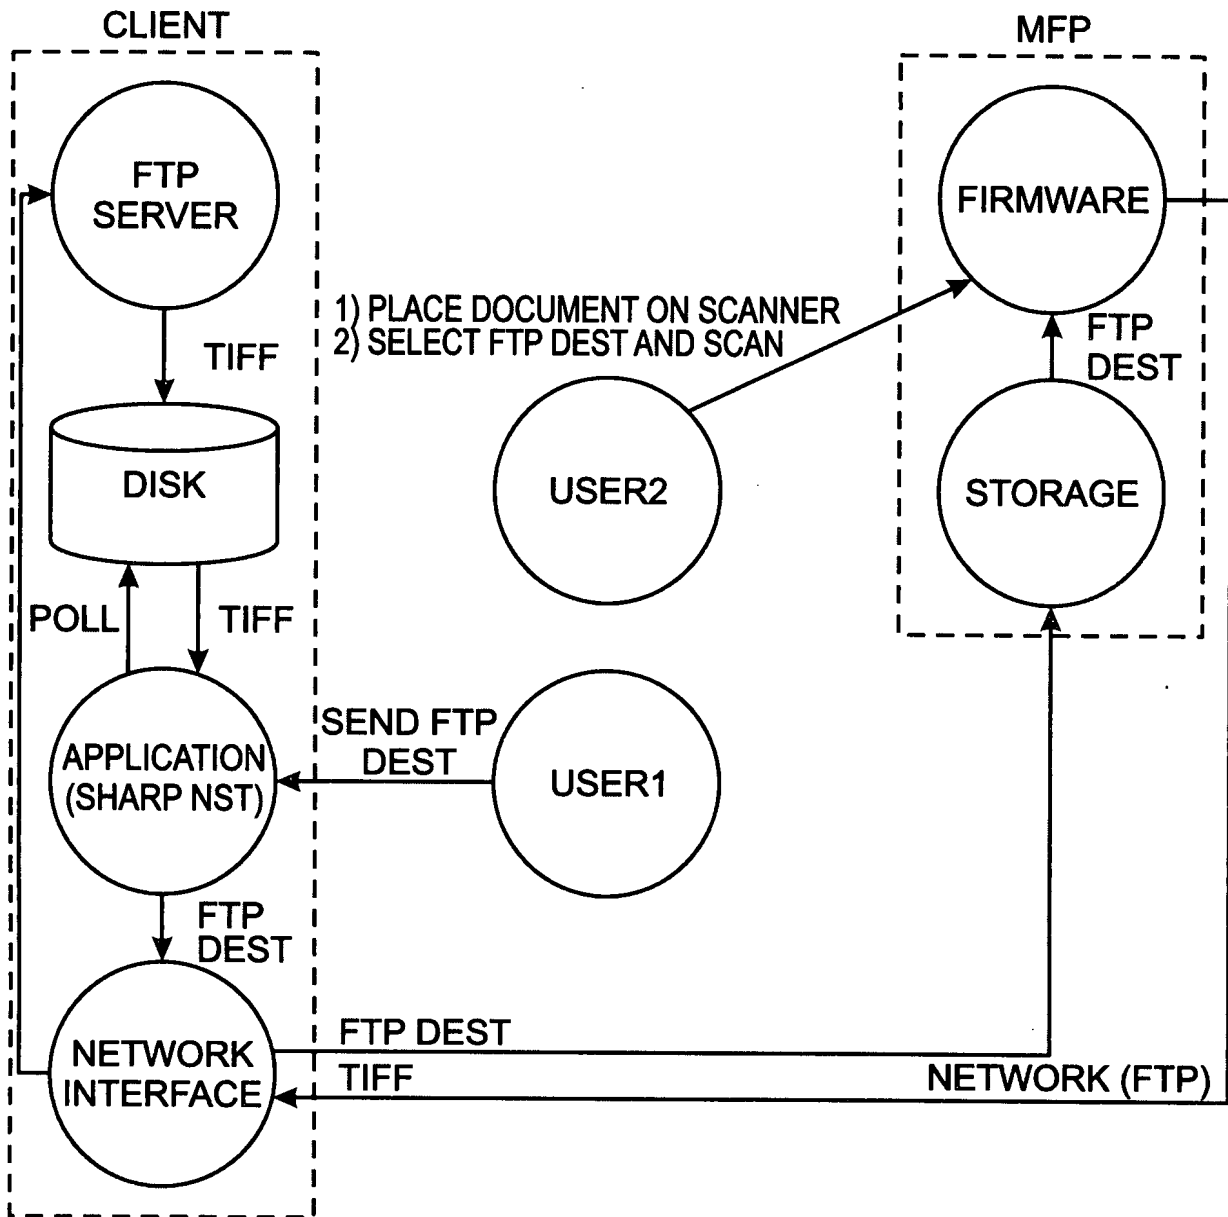 CLIENT
MFP
FTP
SERVER
FIRMWARE
1) PLACE DOCUMENT ON SCANNER
2) SELECT FTP DEST AND SCAN
TIFF
FTP
DEST
DISK
USER2
STORAGE
POLL
TIFF
SEND FTP
DEST
APPLICATION
(SHARP NST)
USER1
FTP
DEST
NETWORK
INTERFACE
FTP DEST
TIFF
NETWORK (FTP)